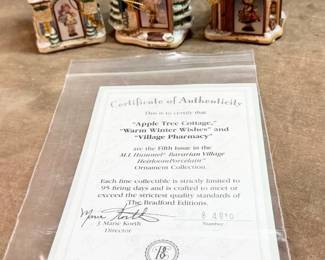 Certificate of Authenticity
This is to certify that
"Apple Tree Cottage,"
"Warm Winter Wishes" and
"Village Pharmacy"
are the Fifth Issue in the
M.I. Hummel® Bavarian Village
HeirloomPorcelain®
Ornament Collection.
Each fine collectible is strictly limited to
95 firing days and is crafted to meet or
exceed the strictest quality standards of
The Bradford Editions.
J. Marie Korth
Director
Number